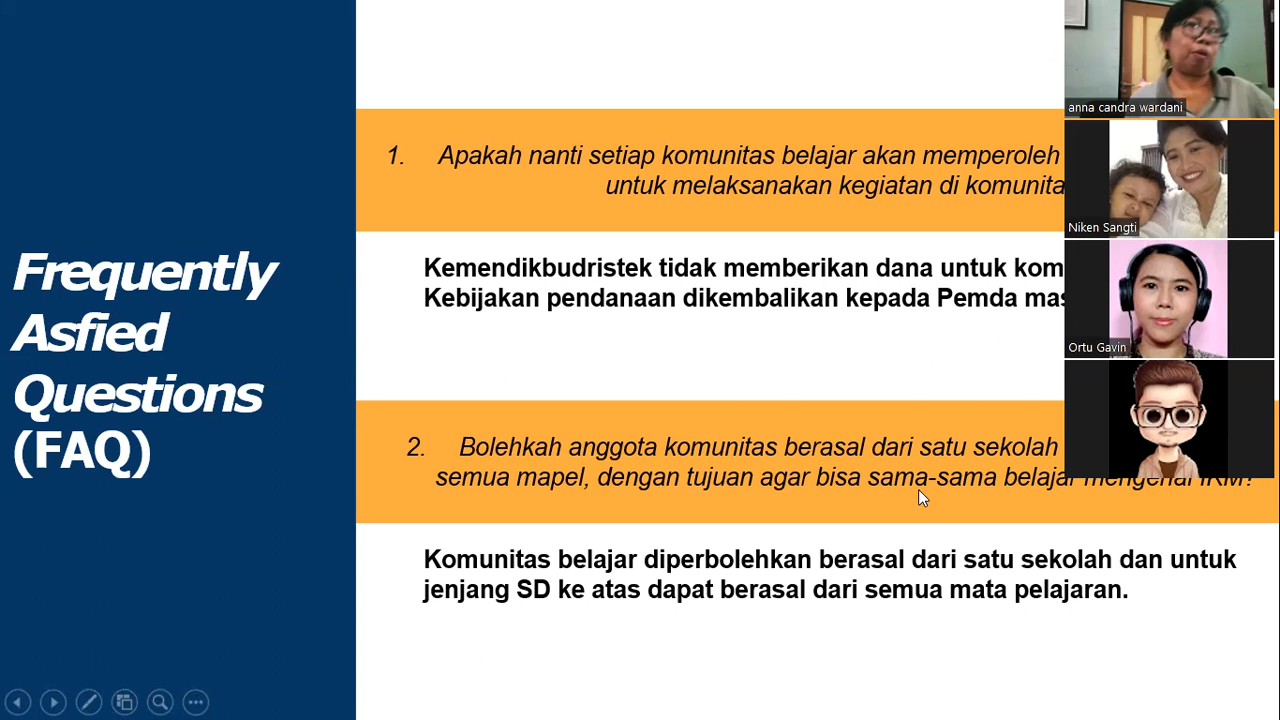 Frequently
Asfied
Questions
(FAQ)
1. Apakah nanti setiap komunitas belajar akan memperoleh
untuk melaksanakan kegiatan di komunita
Kemendikbudristek tidak memberikan dana untuk kom
Kebijakan pendanaan dikembalikan kepada Pemda mas
2. Bolehkah anggota komunitas berasal dari satu sekolah
semua mapel, dengan tujuan agar bisa sama-sama belajar mengenai IKM?
Komunitas belajar diperbolehkan berasal dari satu sekolah dan untuk
jenjang SD ke atas dapat berasal dari semua mata pelajaran.
anna candra wardani
Niken Sangti
Ortu Gavin